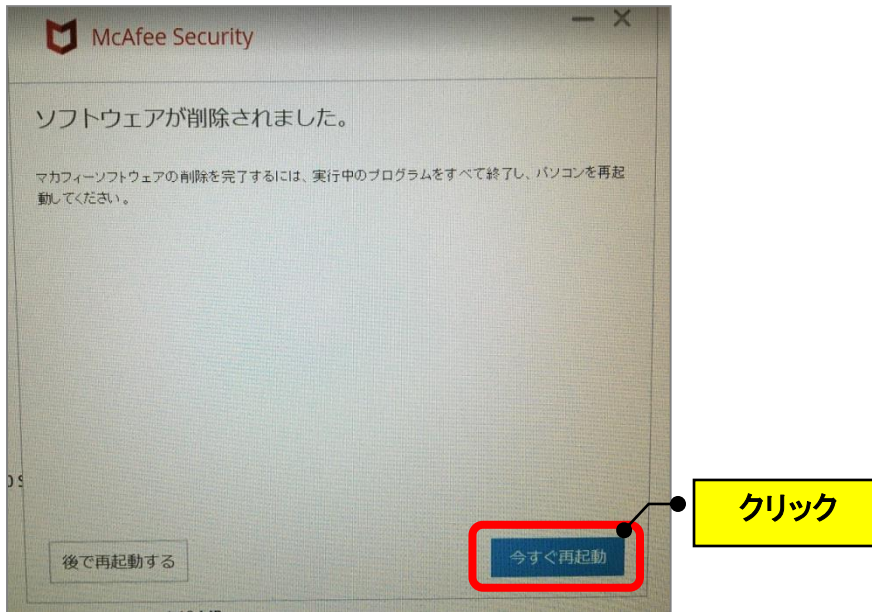 McAfee Security
ソフトウェアが削除されました。
マカフィーソフトウェアの削除を完了するには、実行中のプログラムをすべて終了し、パソコンを再起
動してください。
クリック
後で再起動する
今すぐ再起動